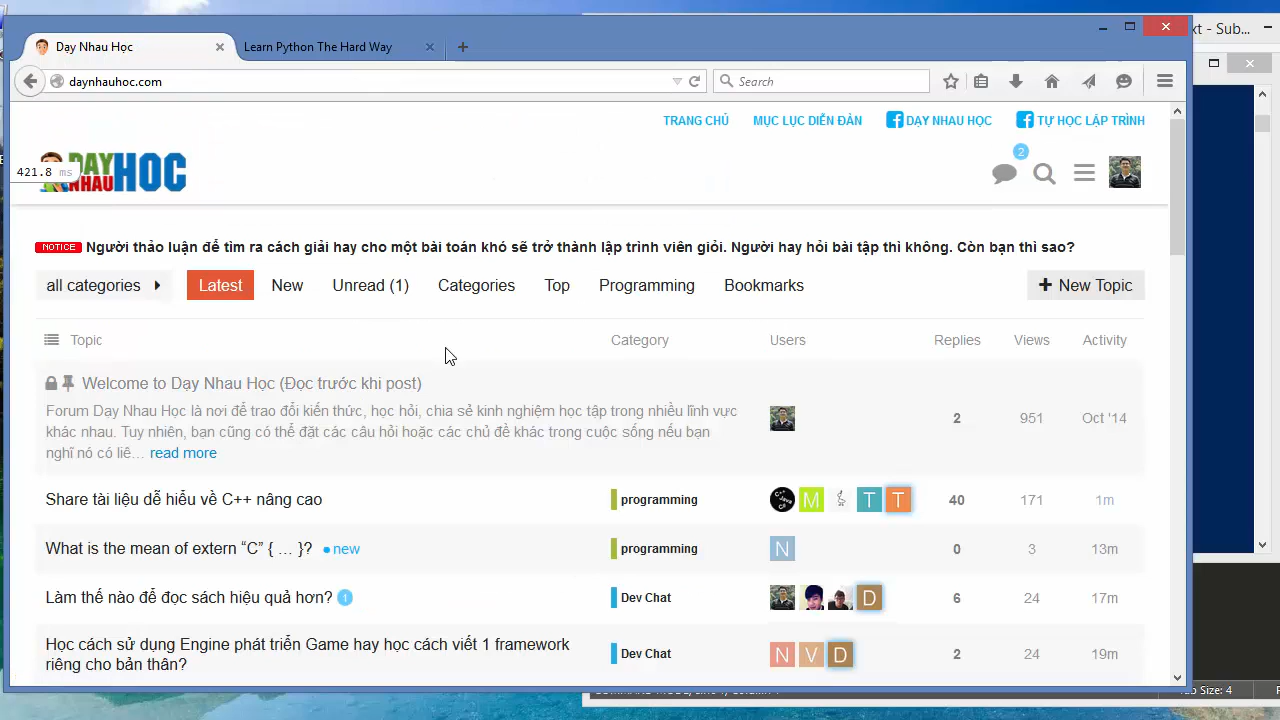 Dạy Nhau Học
Learn Python The Hard Way
xt - Sub...
daynhauhoc.com
Search
TRANG CHỦ
MỤC LỤC DIỄN ĐÀN
DẠY NHAU HỌC
TỰ HỌC LẬP TRÌNH
421.8 ms
DẠY NHAU HỌC
2
NOTICE Người thảo luận để tìm ra cách giải hay cho một bài toán khó sẽ trở thành lập trình viên giỏi. Người hay hỏi bài tập thì không. Còn bạn thì sao?
all categories
Latest
New
Unread (1)
Categories
Top
Programming
Bookmarks
New Topic
Topic
Category
Users
Replies
Views
Activity
Welcome to Dạy Nhau Học (Đọc trước khi post)
Forum Dạy Nhau Học là nơi để trao đổi kiến thức, học hỏi, chia sẻ kinh nghiệm học tập trong nhiều lĩnh vực
khác nhau. Tuy nhiên, bạn cũng có thể đặt các câu hỏi hoặc các chủ đề khác trong cuộc sống nếu bạn
nghĩ nó có liê... read more
2
951
Oct '14
Share tài liệu dễ hiểu về C++ nâng cao
programming
C++ Java C#
M
T
T
40
171
1m
What is the mean of extern “C” { … }?
new
programming
N
0
3
13m
Làm thế nào để đọc sách hiệu quả hơn?
1
Dev Chat
D
6
24
17m
Học cách sử dụng Engine phát triển Game hay học cách viết 1 framework
riêng cho bản thân?
Dev Chat
N
V
D
2
24
19m
Tab Size: 4